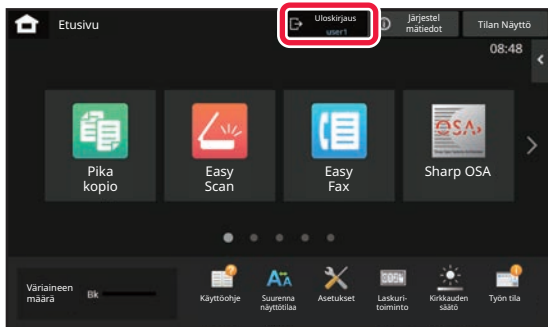 Etusivu
Uloskirjaus
user1
Järjestel
mätiedot
Tilan Näyttö
08:48
Pika
kopio
Easy
Scan
Easy
Fax
OSA
Sharp OSA
Väriaineen
määrä
Bk
Käyttöohje
Suurenna
näyttötilaa
Asetukset
Laskuri-
toiminto
Kirkkauden
säätö
Työn tila